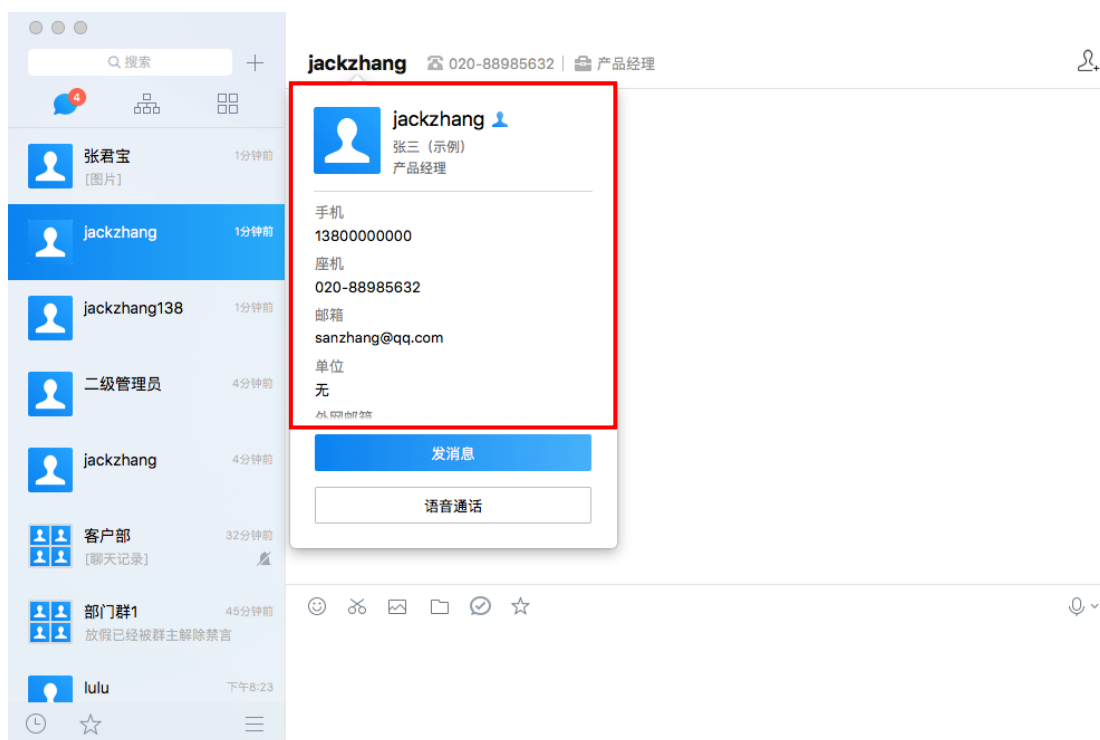 搜索
4
张君宝 1分钟前
[图片]
jackzhang 1分钟前
jackzhang138 1分钟前
二级管理员 4分钟前
jackzhang 4分钟前
客户部 32分钟前
[聊天记录]
部门群1 45分钟前
放假已经被群主解除禁言
lulu 下午8:23
jackzhang 020-88985632 产品经理
jackzhang
张三（示例）
产品经理
手机
13800000000
座机
020-88985632
邮箱
sanzhang@qq.com
单位
无
外网邮箱
发消息
语音通话